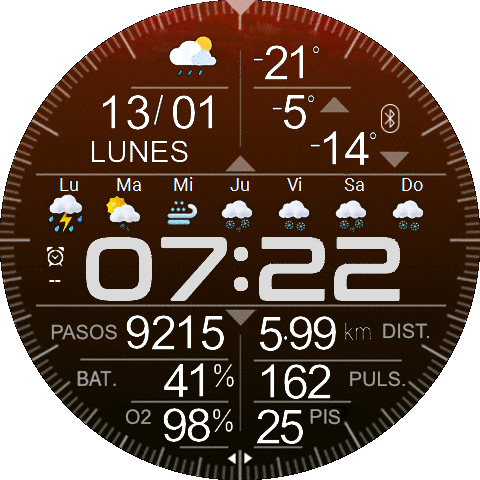 -21°
13/01
-5°
LUNES
-14°
Lu Ma Mi Ju Vi Sa Do
07:22
--
PASOS 9215 5.99 km DIST.
BAT. 41% 162 PULS.
O2 98% 25 PIS.